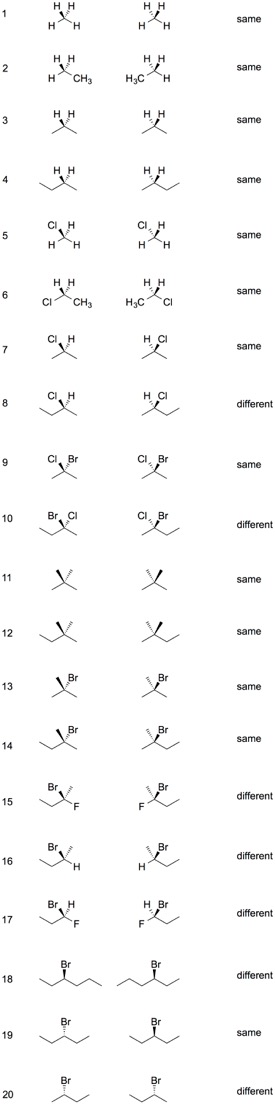 1 H H H H H H H H same
2 H H H CH3 H H H3C H same
3 H H H H same
4 H H H H same
5 Cl H H H Cl H H H same
6 H H Cl CH3 H H H3C Cl same
7 Cl H H Cl same
8 Cl H H Cl different
9 Cl Br Cl Br same
10 Br Cl Cl Br different
11 same
12 same
13 Br Br same
14 Br Br same
15 Br F Br F different
16 Br H Br H different
17 Br H F H Br F different
18 Br Br different
19 Br Br same
20 Br Br different